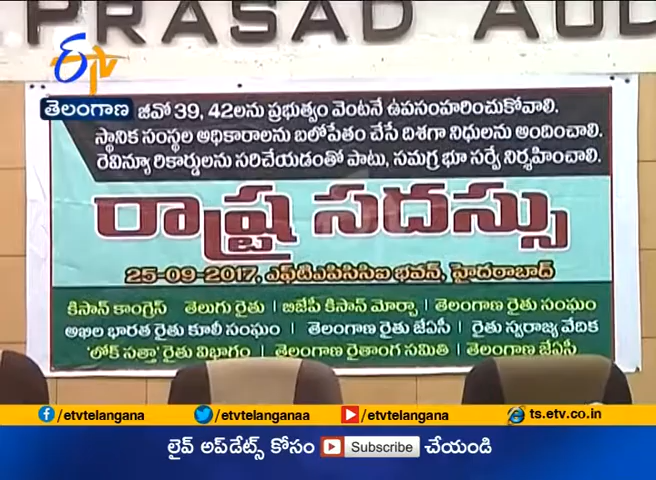 PRASAD AUD
ETV
తెలంగాణ
జీవో 39, 42లను ప్రభుత్వం వెంటనే ఉపసంహరించుకోవాలి.
స్థానిక సంస్థల అధికారాలను బలోపేతం చేసే దిశగా నిధులను అందించాలి.
రెవిన్యూ రికార్డులను సరిచేయడంతో పాటు, సమగ్ర భూ సర్వే నిర్వహించాలి.
రాష్ట్ర సదస్సు
25-09-2017, ఎఫ్‌టిఎపిసిసిఐ భవన్, హైదరాబాద్
కిసాన్ కాంగ్రెస్ తెలుగు రైతు | బిజేపీ కిసాన్ మోర్చా | తెలంగాణ రైతు సంఘం
అఖిల భారత రైతు కూలీ సంఘం | తెలంగాణ రైతు జేఏసీ | రైతు స్వరాజ్య వేదిక
'లోక్ సత్తా' రైతు విభాగం | తెలంగాణ రైతాంగ సమితి | తెలంగాణ జేఏసీ
/etvtelangana /etvtelanganaa /etvtelangana ts.etv.co.in
లైవ్ అప్‌డేట్స్ కోసం Subscribe చేయండి